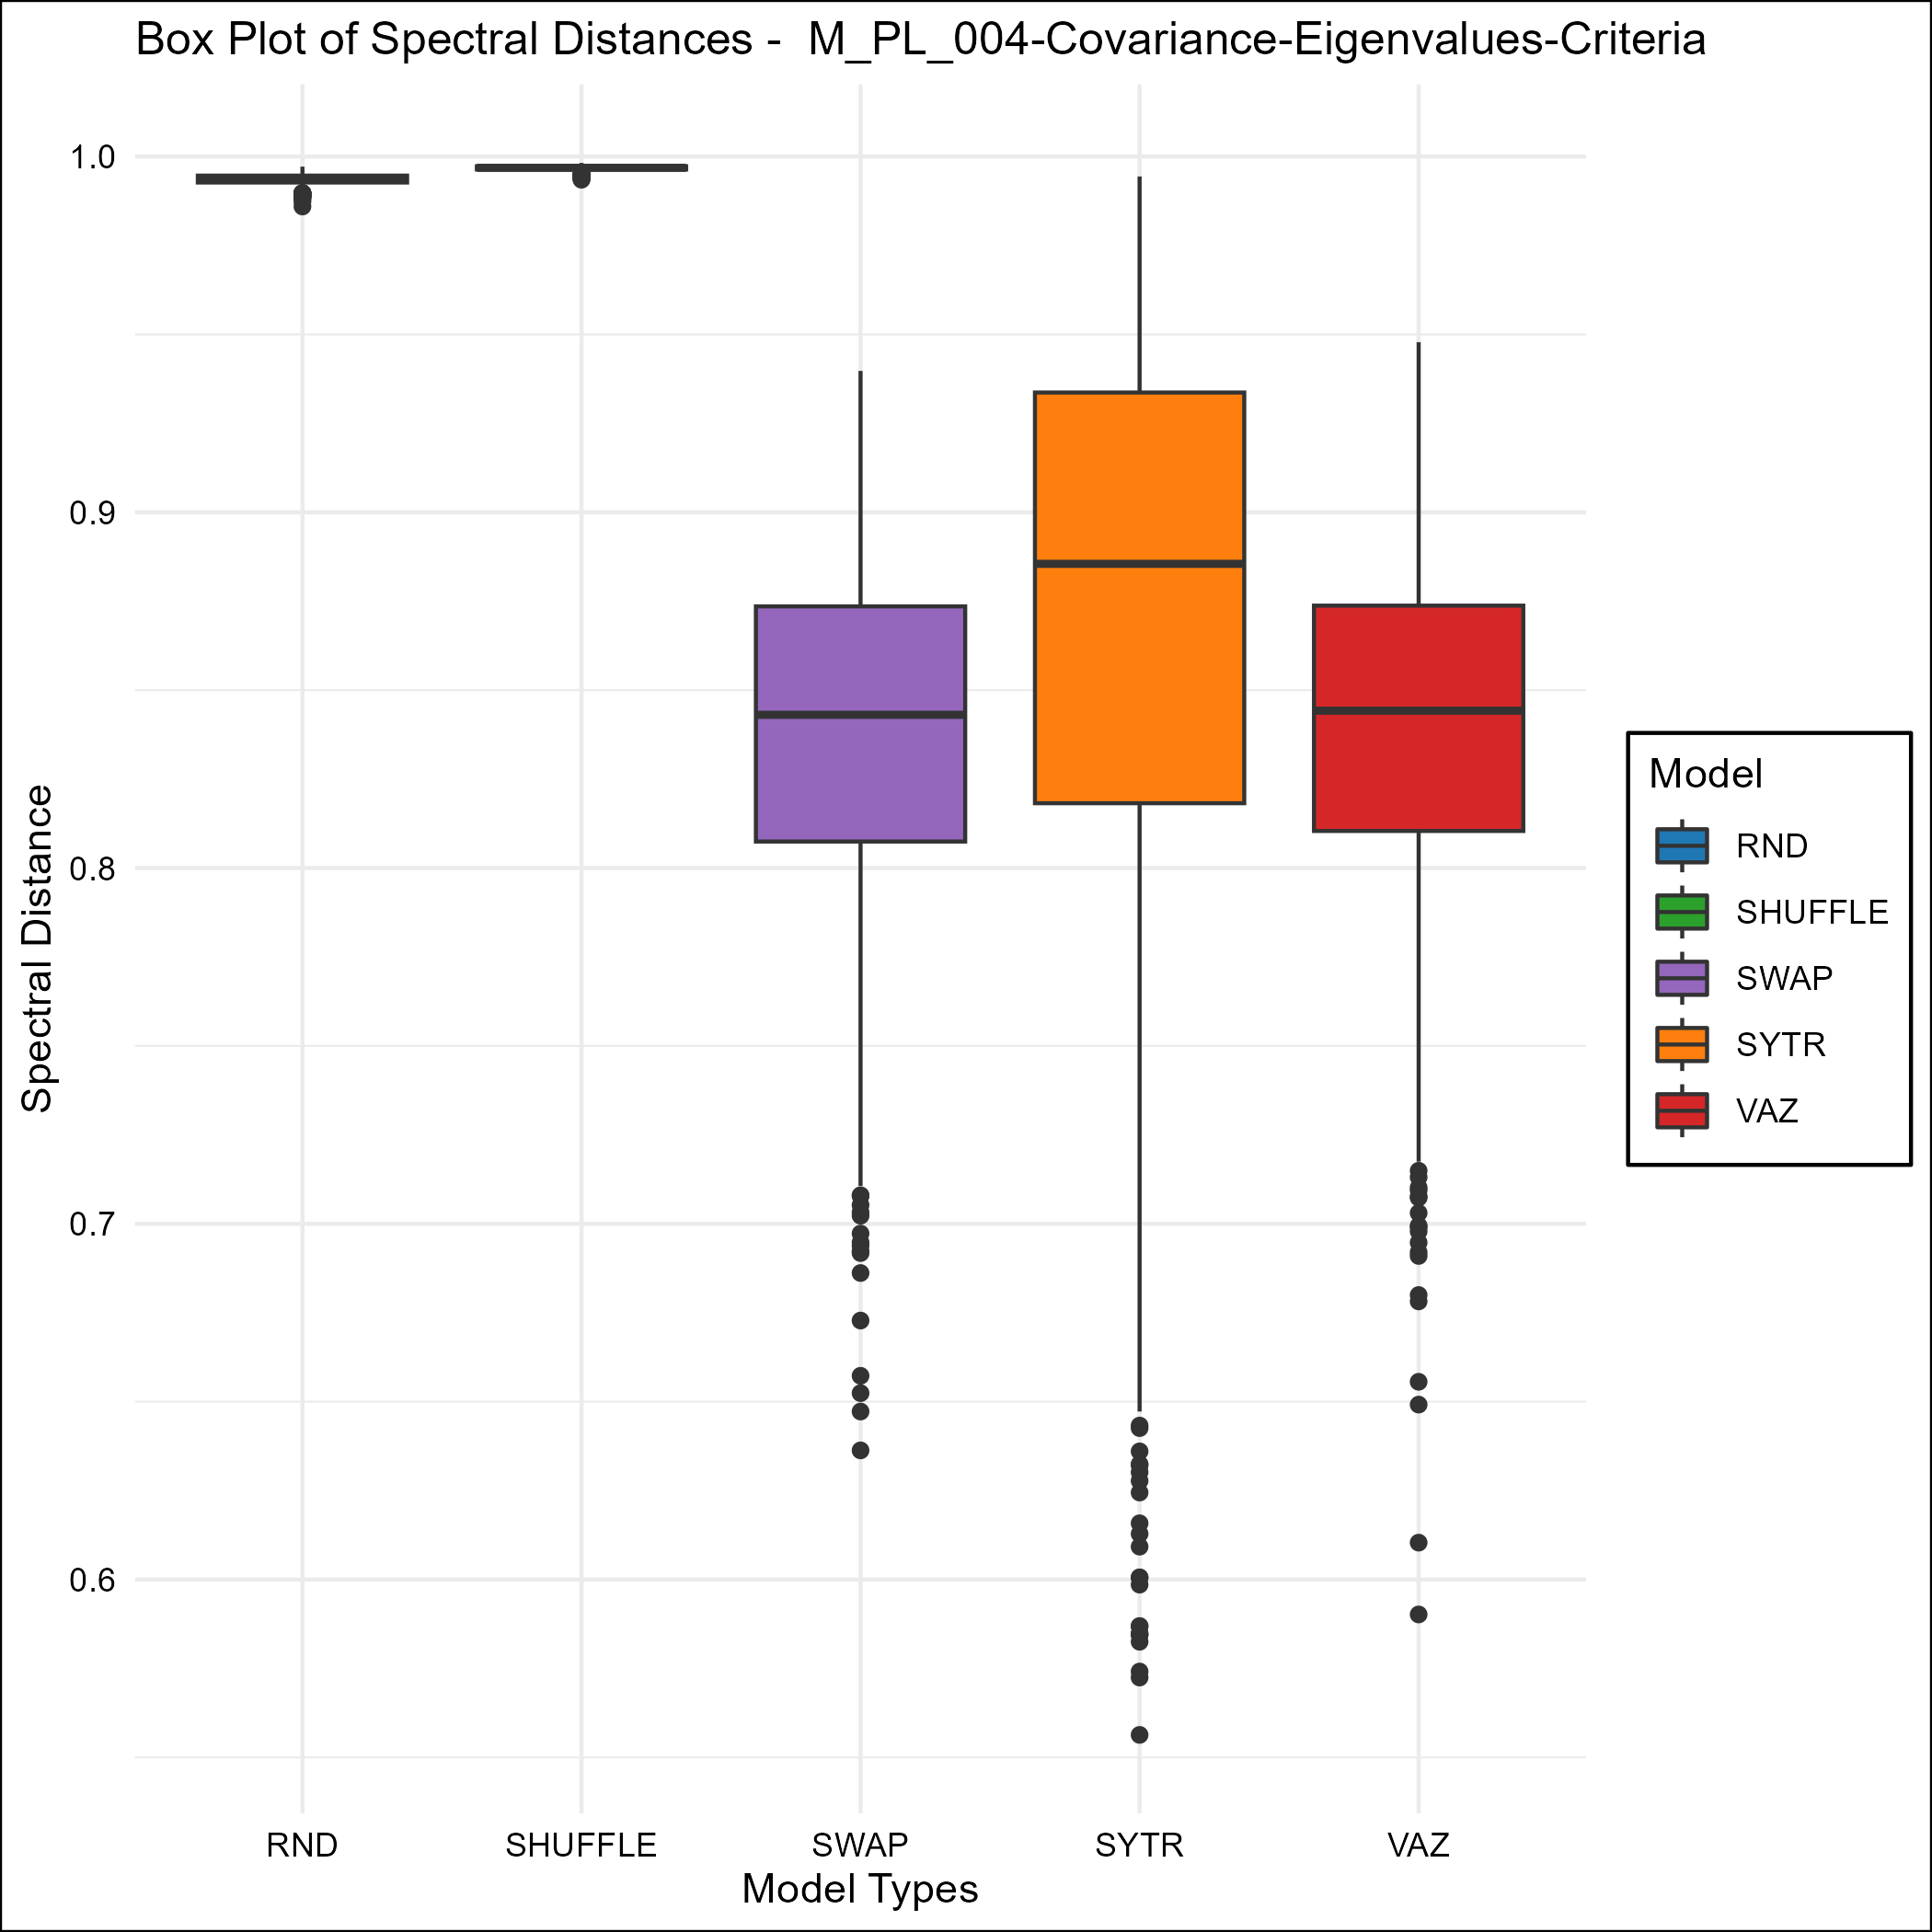 Box Plot of Spectral Distances -  M_PL_004-Covariance-Eigenvalues-Criteria
1.0
0.9
0.8
0.7
0.6
Spectral Distance
RND
SHUFFLE
SWAP
SYTR
VAZ
Model Types
Model
RND
SHUFFLE
SWAP
SYTR
VAZ